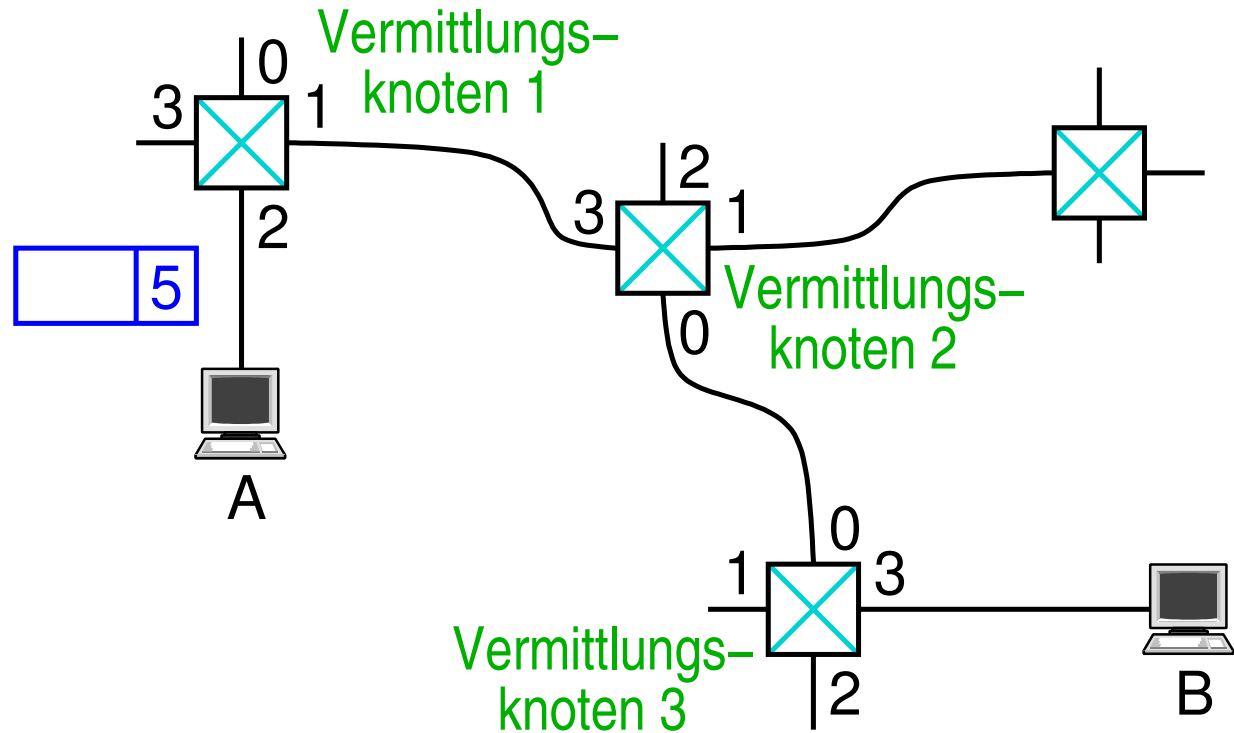 Vermittlungs–
knoten 1
0
3
1
2
5
A
2
3
1
0
Vermittlungs–
knoten 2
0
1
3
2
Vermittlungs–
knoten 3
B